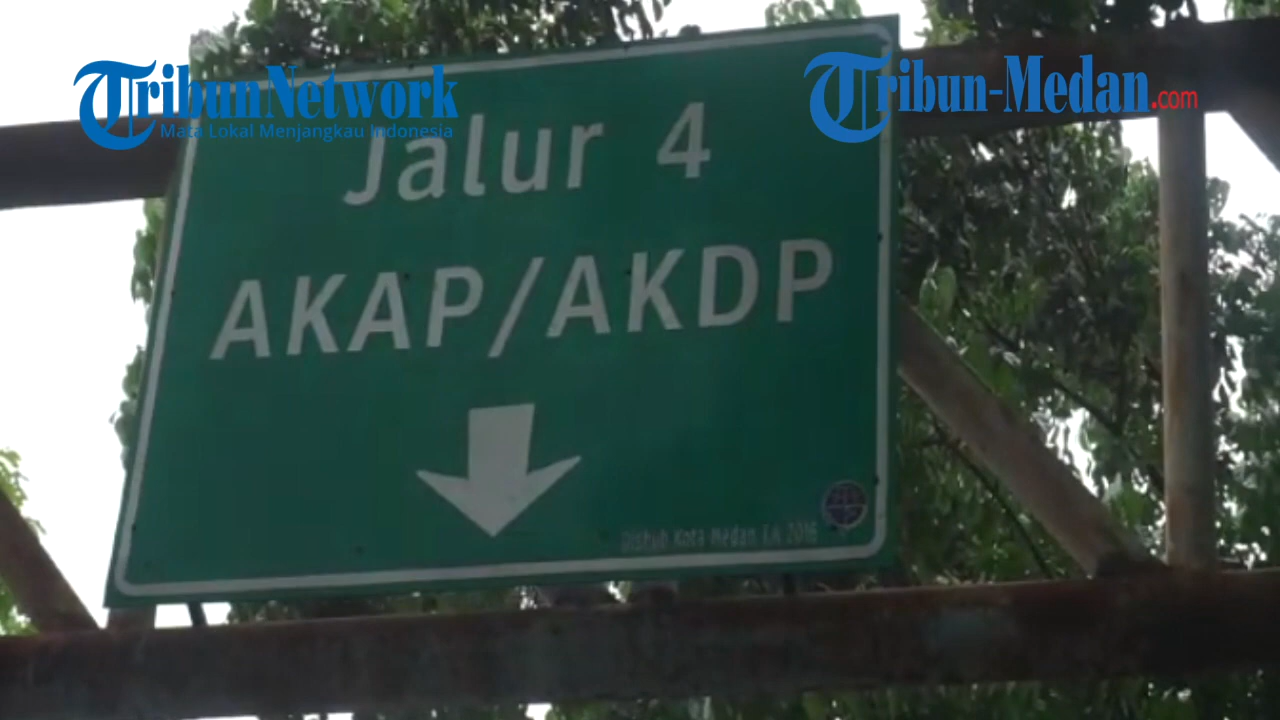 TribunNetwork
Mata Lokal Menjangkau Indonesia
Tribun-Medan.com
Jalur 4
AKAP/AKDP
Dishub Kota Medan T.A 2016